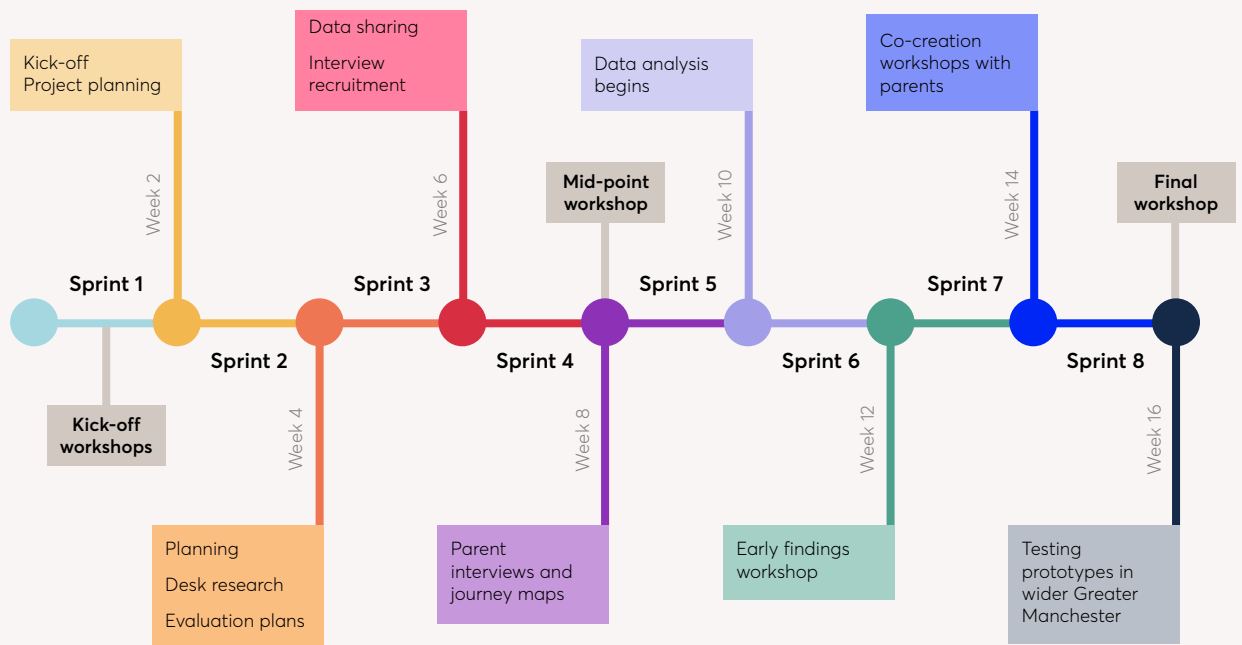 Kick-off
Project planning
Data sharing
Interview
recruitment
Data analysis
begins
Co-creation
workshops with
parents
Week 2
Week 6
Mid-point
workshop
Week 10
Week 14
Final
workshop
Sprint 1
Sprint 3
Sprint 5
Sprint 7
Sprint 2
Sprint 4
Sprint 6
Sprint 8
Kick-off
workshops
Week 4
Week 8
Week 12
Week 16
Planning
Desk research
Evaluation plans
Parent
interviews and
journey maps
Early findings
workshop
Testing
prototypes in
wider Greater
Manchester